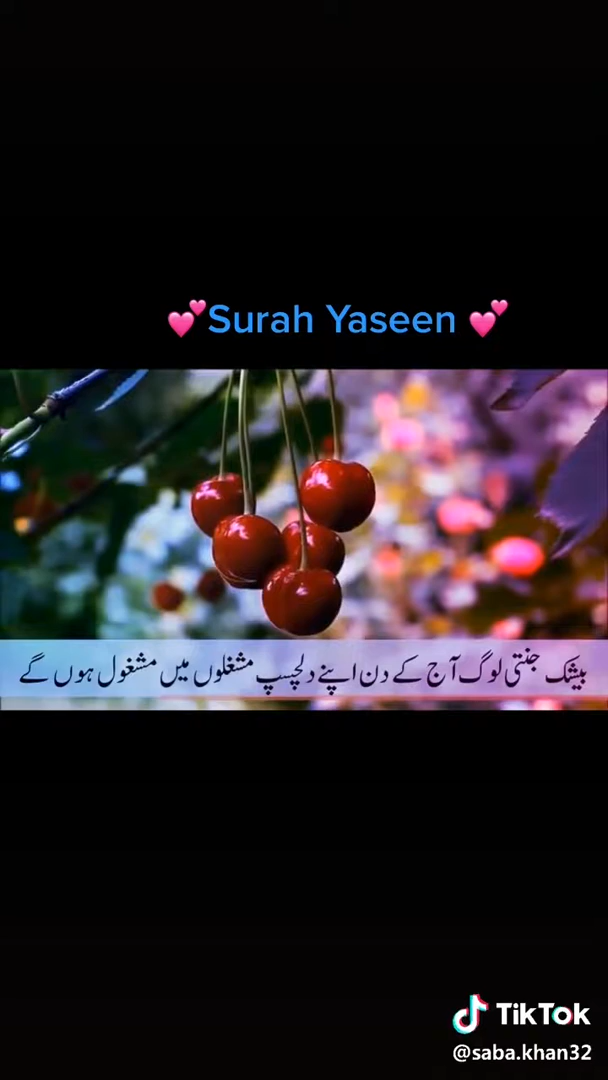 💕Surah Yaseen 💕
بیشک جنتی لوگ آج کے دن اپنے دلچسپ مشغلوں میں مشغول ہوں گے
TikTok
@saba.khan32